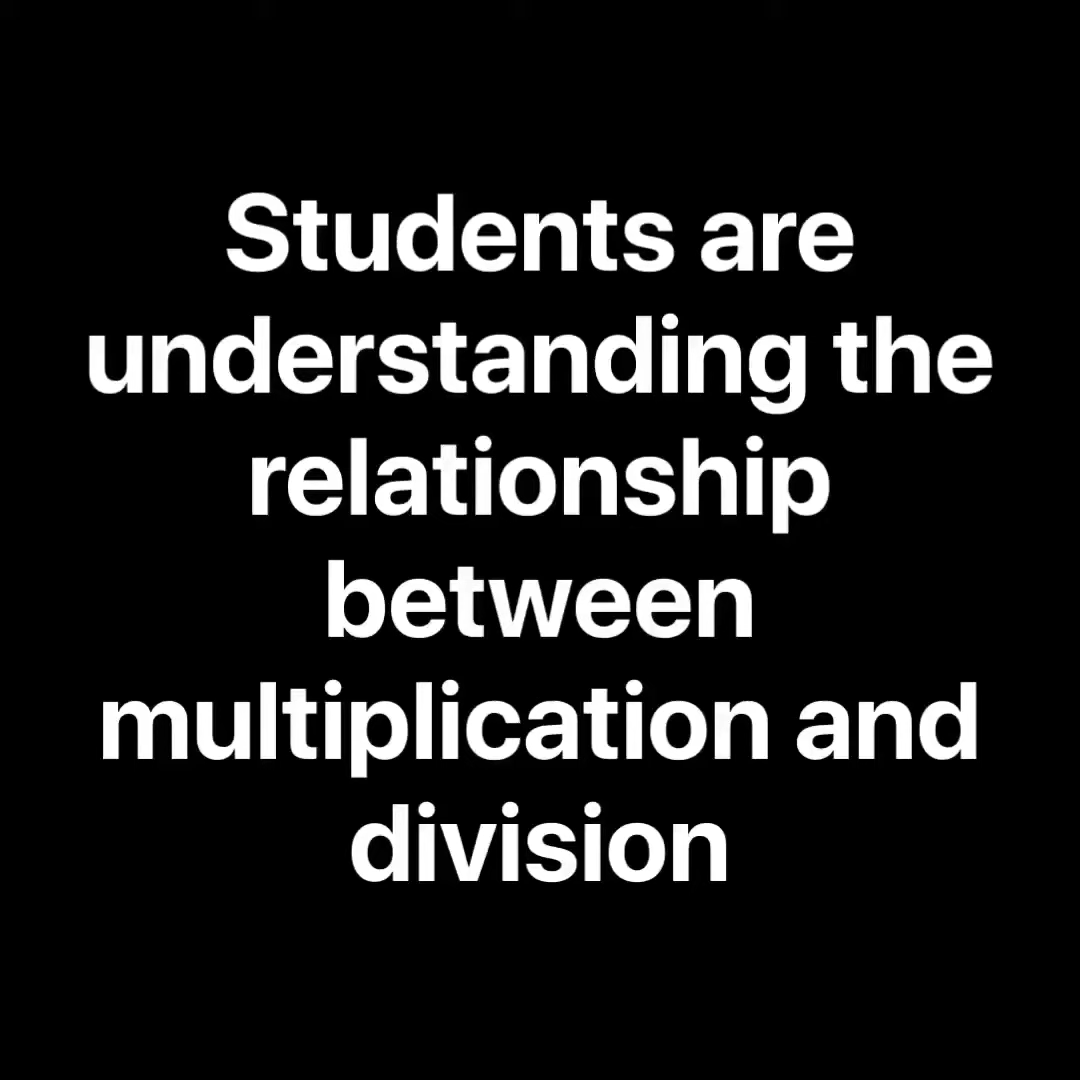 Students are
understanding the
relationship
between
multiplication and
division